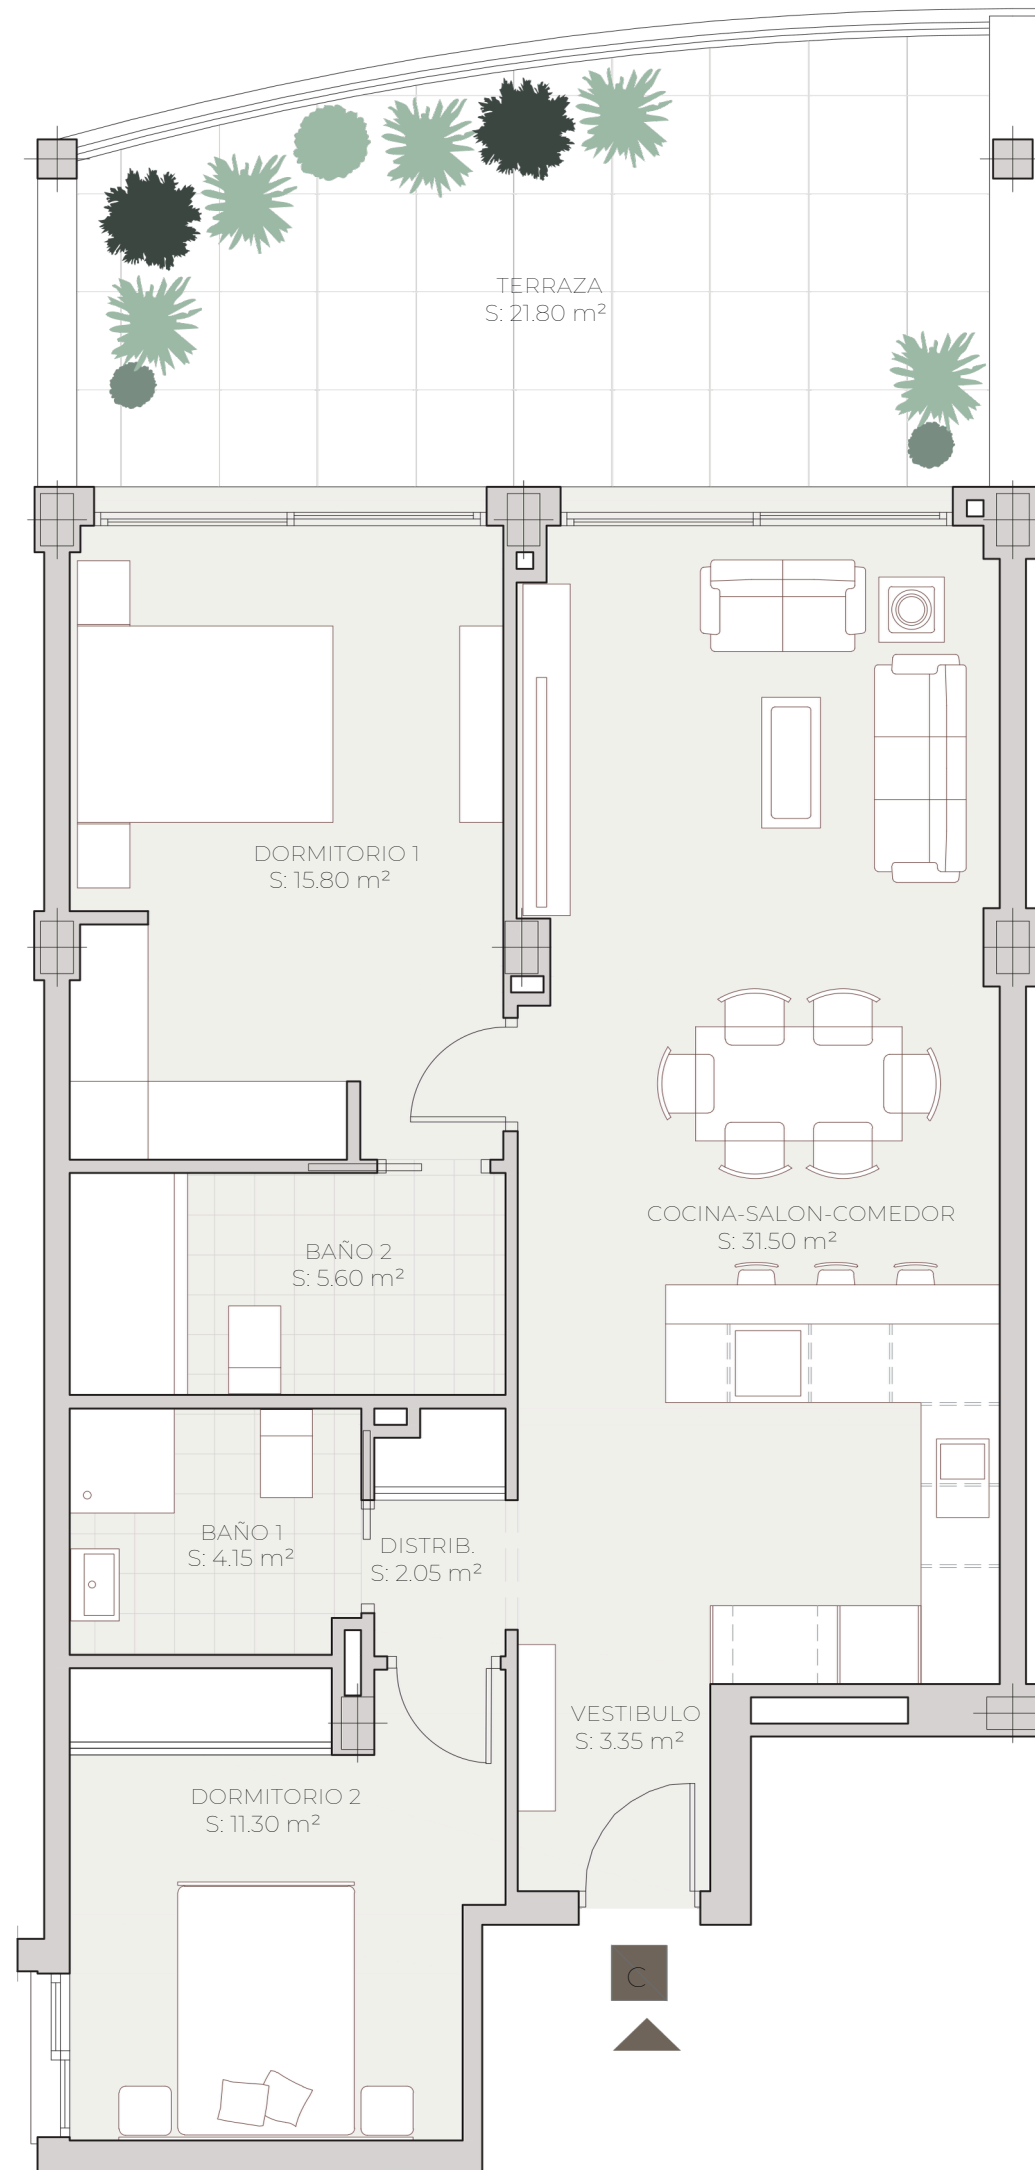 TERRAZA
S: 21.80 m²
DORMITORIO 1
S: 15.80 m²
COCINA-SALON-COMEDOR
S: 31.50 m²
BAÑO 2
S: 5.60 m²
BAÑO 1
S: 4.15 m²
DISTRIB.
S: 2.05 m²
VESTIBULO
S: 3.35 m²
DORMITORIO 2
S: 11.30 m²
C